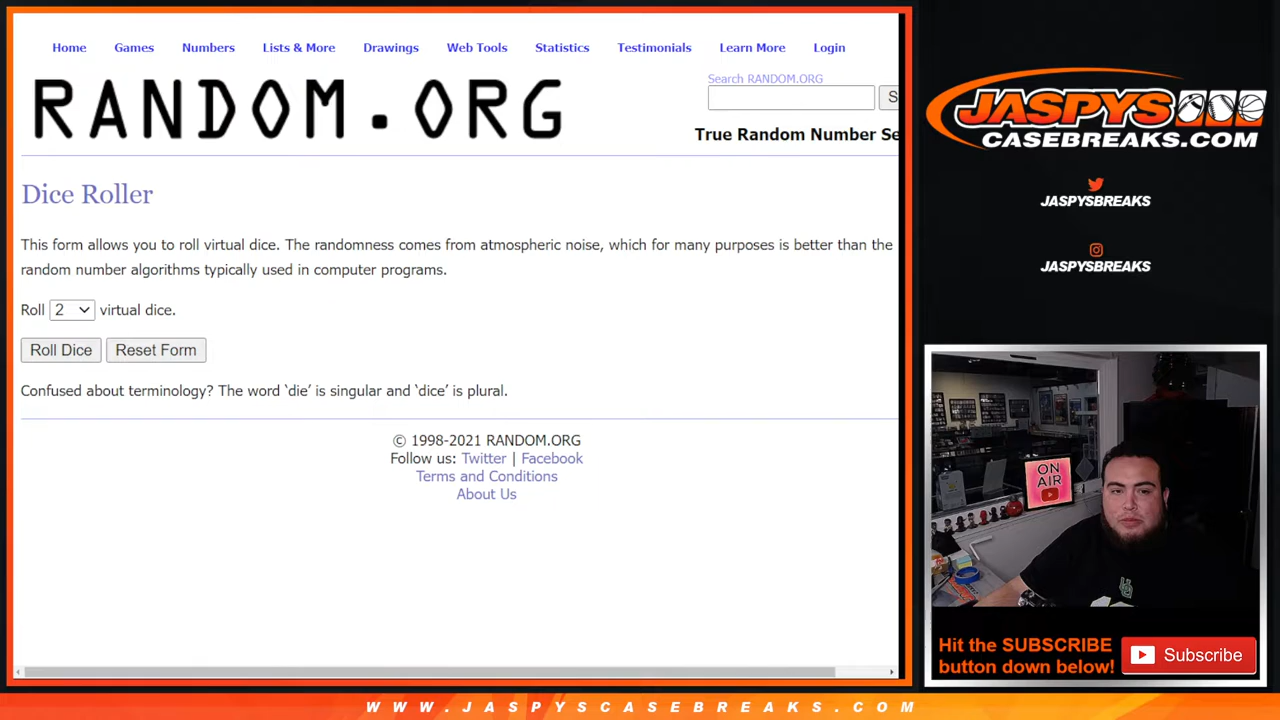 Home Games Numbers Lists & More Drawings Web Tools Statistics Testimonials Learn More Login
RANDOM.ORG
Search RANDOM.ORG
S
True Random Number Se
Dice Roller
This form allows you to roll virtual dice. The randomness comes from atmospheric noise, which for many purposes is better than the
random number algorithms typically used in computer programs.
Roll 2 virtual dice.
Roll Dice Reset Form
Confused about terminology? The word ‘die’ is singular and ‘dice’ is plural.
© 1998-2021 RANDOM.ORG
Follow us: Twitter | Facebook
Terms and Conditions
About Us
JASPYS
CASEBREAKS.COM
JASPYSBREAKS
JASPYSBREAKS
ON
AIR
Hit the SUBSCRIBE
button down below!
Subscribe
WWW.JASPYSCASEBREAKS.COM